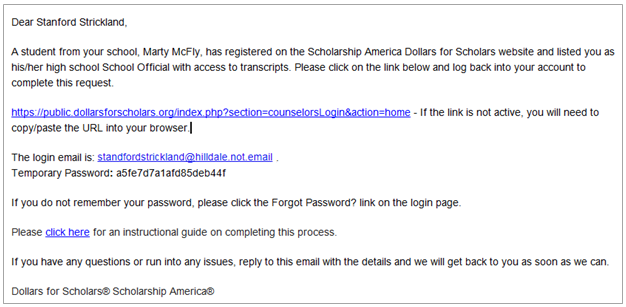 Dear Stanford Strickland,
A student from your school, Marty McFly, has registered on the Scholarship America Dollars for Scholars website and listed you as
his/her high school School Official with access to transcripts. Please click on the link below and log back into your account to
complete this request.
https://public.dollarsforscholars.org/index.php?section=counselorsLogin&action=home - If the link is not active, you will need to
copy/paste the URL into your browser.
The login email is: standfordstrickland@hilldale.not.email .
Temporary Password: a5fe7d7a1afd85deb44f
If you do not remember your password, please click the Forgot Password? link on the login page.
Please click here for an instructional guide on completing this process.
If you have any questions or run into any issues, reply to this email with the details and we will get back to you as soon as we can.
Dollars for Scholars® Scholarship America®